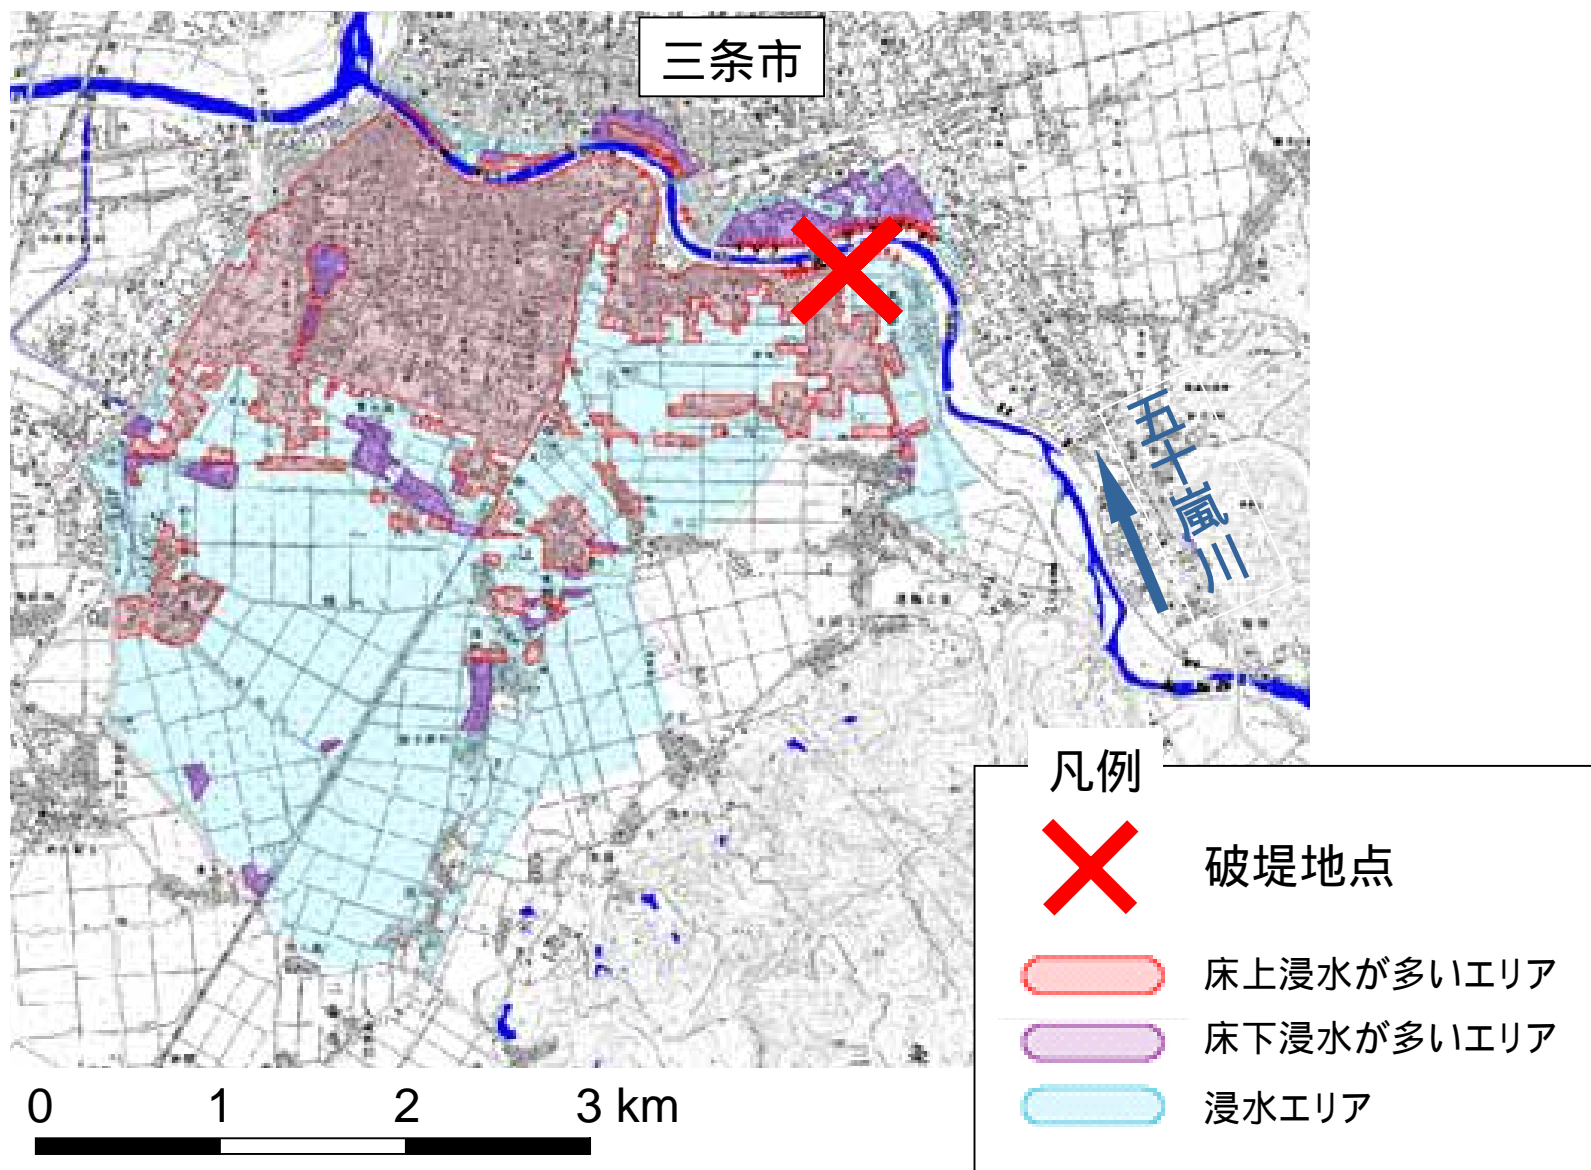 三条市
五十嵐川
凡例
破堤地点
床上浸水が多いエリア
床下浸水が多いエリア
浸水エリア
0 1 2 3 km